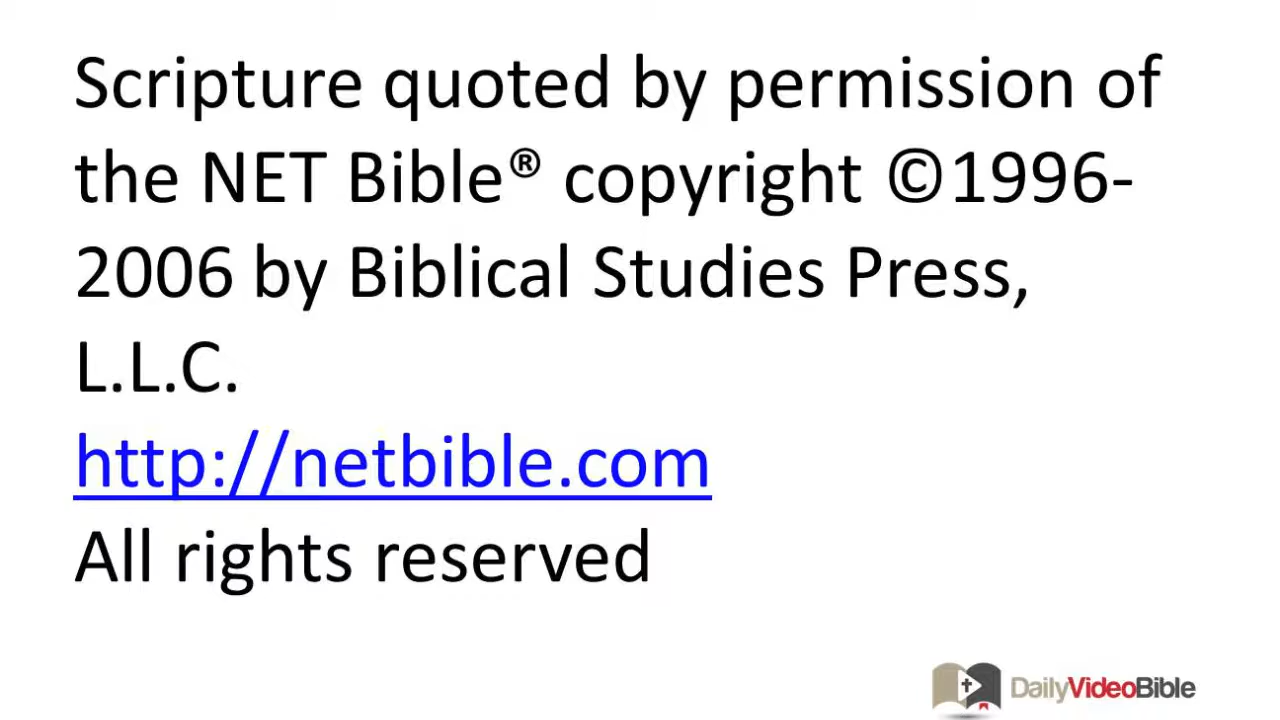 Scripture quoted by permission of
the NET Bible® copyright ©1996-
2006 by Biblical Studies Press,
L.L.C.
http://netbible.com
All rights reserved
DailyVideoBible